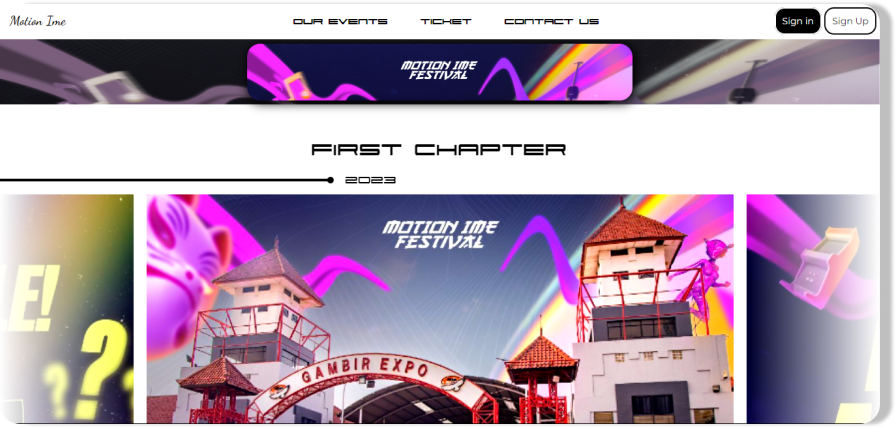 Motion Ime
OUR EVENTS
TICKET
CONTACT US
Sign in
Sign Up
MOTION IME
FESTIVAL
FIRST CHAPTER
2023
E!
??
MOTION IME
FESTIVAL
GAMBIR EXPO